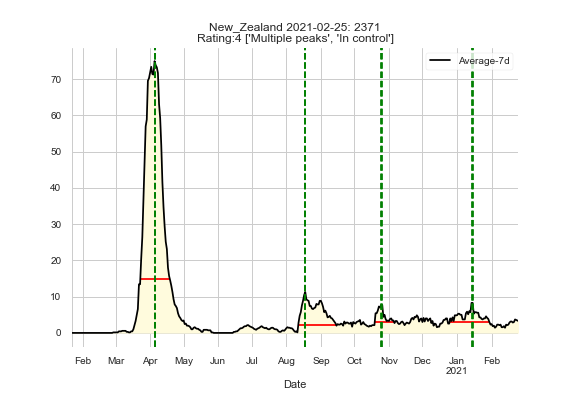 New_Zealand 2021-02-25: 2371
Rating:4 ['Multiple peaks', 'In control']
Average-7d
70
60
50
40
30
20
10
0
Feb Mar Apr May Jun Jul Aug Sep Oct Nov Dec Jan Feb
2021
Date